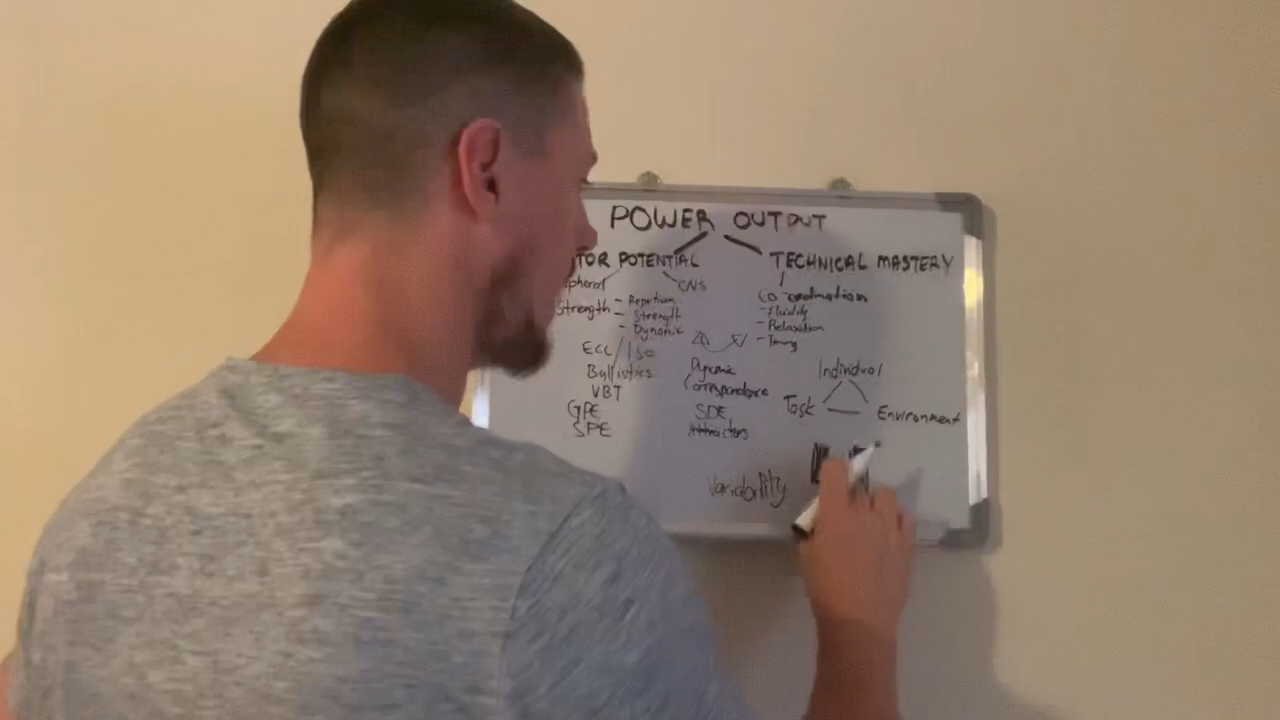 POWER OUTPUT
TOR POTENTIAL
TECHNICAL MASTERY
pheral
CNS
Co-ordination
Strength - Repetition
- Strength
- Dynamic
- Fluidity
- Relaxation
- Timing
ECC / ISO
Ballistics
VBT
GPE
SPE
Dynamic
Correspondence
SDE
Attractors
Individual
Task
Environment
Variability